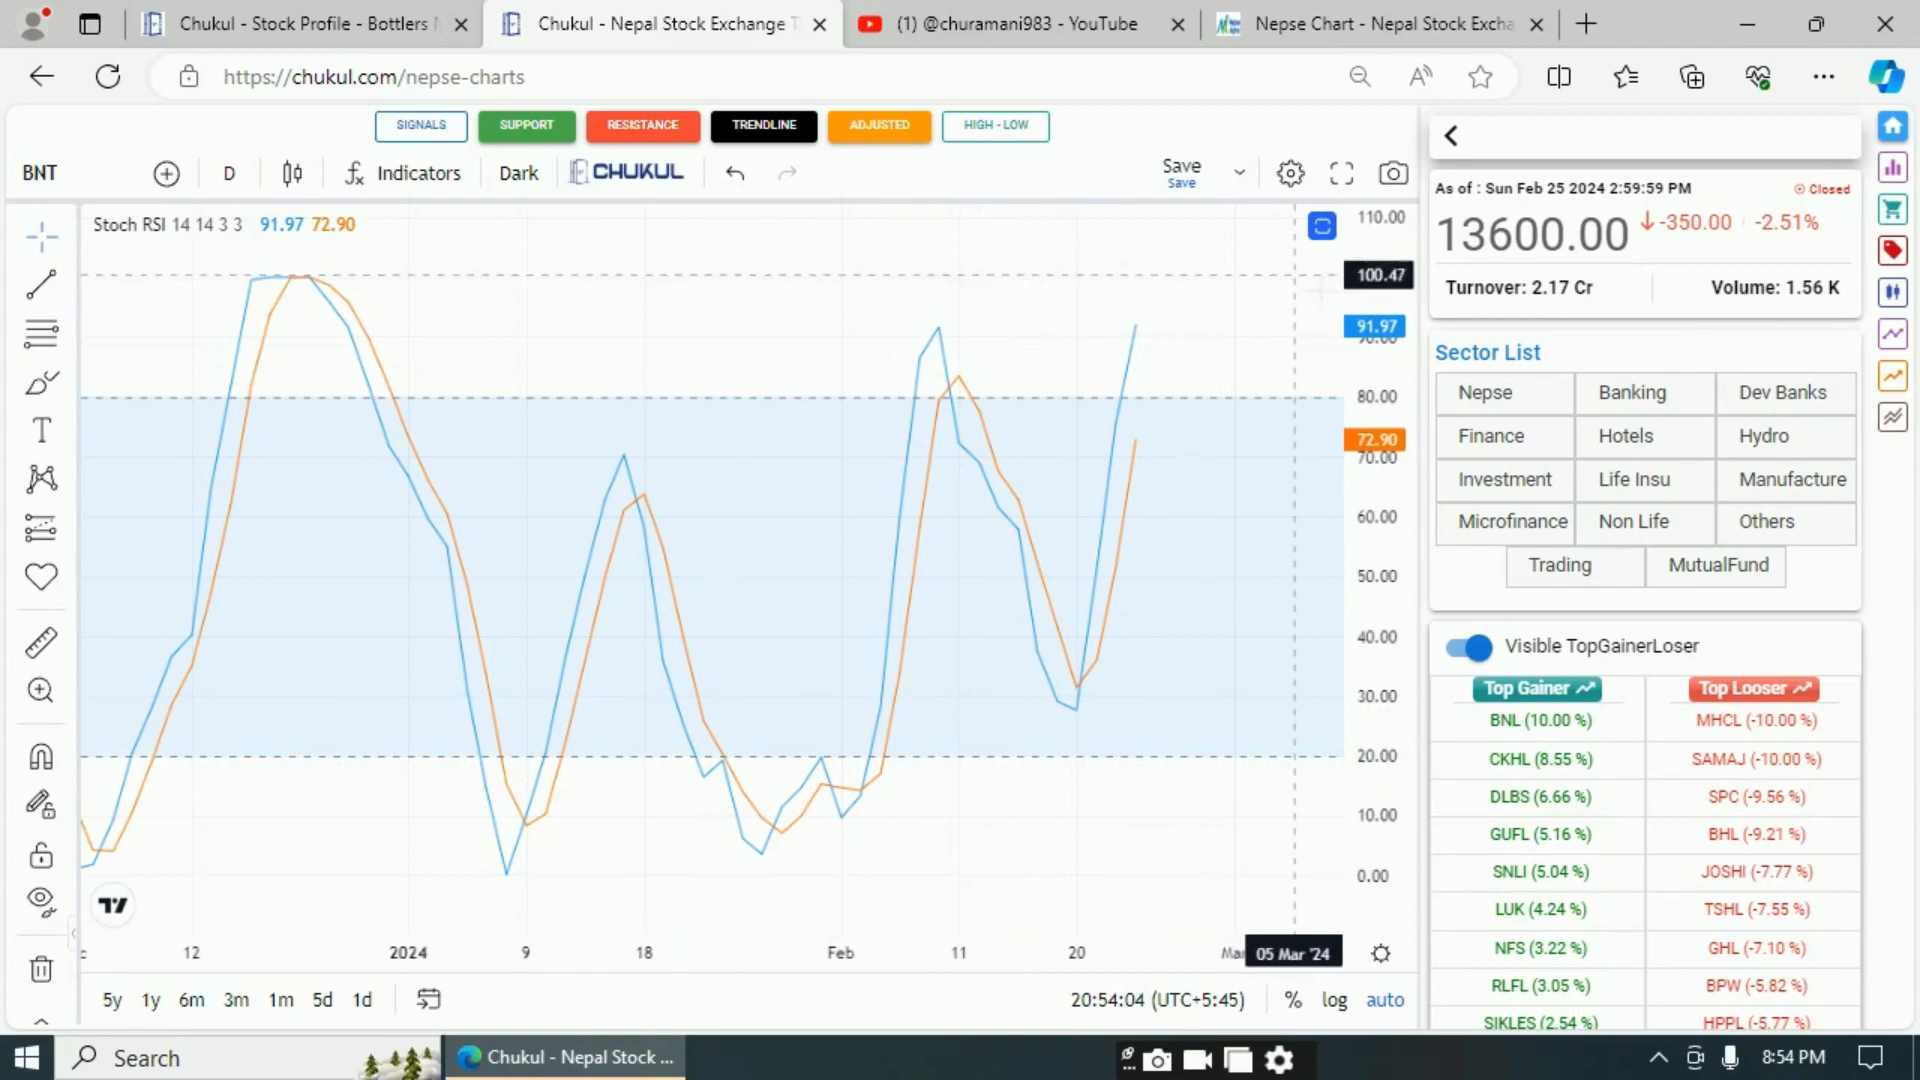 Chukul - Stock Profile - Bottlers N
Chukul - Nepal Stock Exchange T
(1) @churamani983 - YouTube
Nepse Chart - Nepal Stock Excha
https://chukul.com/nepse-charts
SIGNALS
SUPPORT
RESISTANCE
TRENDLINE
ADJUSTED
HIGH - LOW
BNT
D
Indicators
Dark
CHUKUL
Save
Save
Stoch RSI 14 14 3 3 91.97 72.90
110.00
100.47
91.97
90.00
80.00
72.90
70.00
60.00
50.00
40.00
30.00
20.00
10.00
0.00
12
2024
9
18
Feb
11
20
Mar
05 Mar '24
5y 1y 6m 3m 1m 5d 1d
20:54:04 (UTC+5:45)
% log auto
As of : Sun Feb 25 2024 2:59:59 PM
Closed
13600.00
-350.00
-2.51%
Turnover: 2.17 Cr
Volume: 1.56 K
Sector List
Nepse Banking Dev Banks
Finance Hotels Hydro
Investment Life Insu Manufacture
Microfinance Non Life Others
Trading MutualFund
Visible TopGainerLoser
Top Gainer Top Looser
BNL (10.00 %) MHCL (-10.00 %)
CKHL (8.55 %) SAMAJ (-10.00 %)
DLBS (6.66 %) SPC (-9.56 %)
GUFL (5.16 %) BHL (-9.21 %)
SNLI (5.04 %) JOSHI (-7.77 %)
LUK (4.24 %) TSHL (-7.55 %)
NFS (3.22 %) GHL (-7.10 %)
RLFL (3.05 %) BPW (-5.82 %)
SIKLES (2.54 %) HPPL (-5.77 %)
Search
Chukul - Nepal Stock ...
8:54 PM